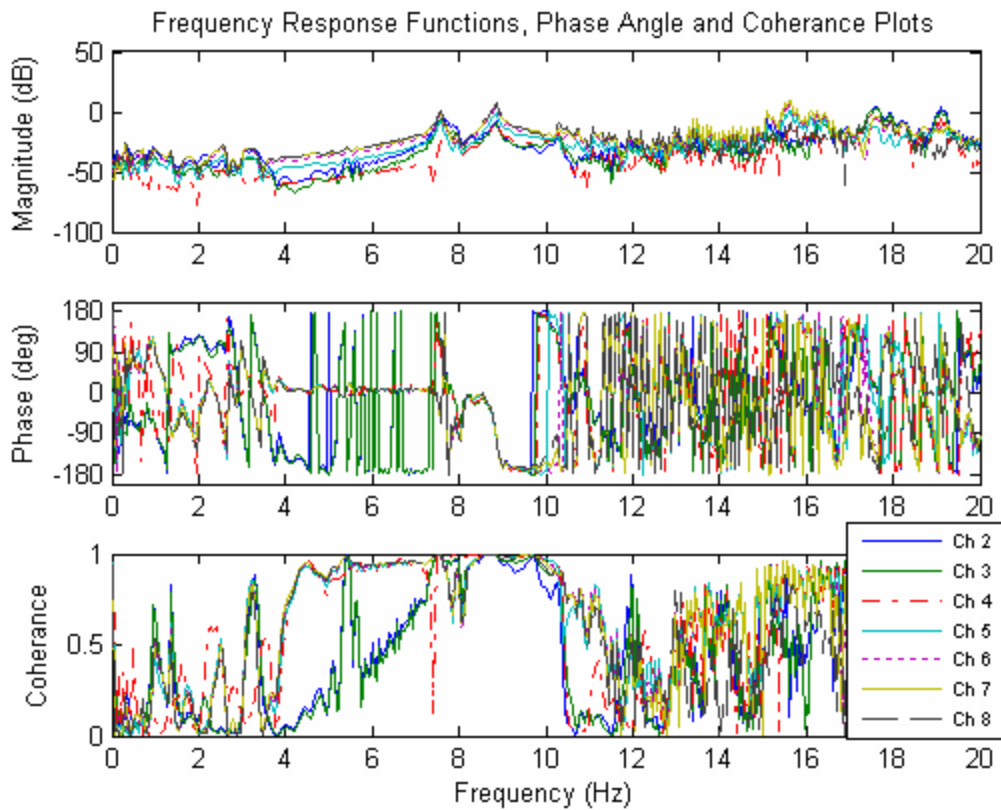 Frequency Response Functions, Phase Angle and Coherance Plots
Magnitude (dB)
50
0
-50
-100
0 2 4 6 8 10 12 14 16 18 20
Phase (deg)
180
90
0
-90
-180
0 2 4 6 8 10 12 14 16 18 20
Coherance
1
0.5
0
0 2 4 6 8 10 12 14 16 18 20
Frequency (Hz)
Ch 2
Ch 3
Ch 4
Ch 5
Ch 6
Ch 7
Ch 8